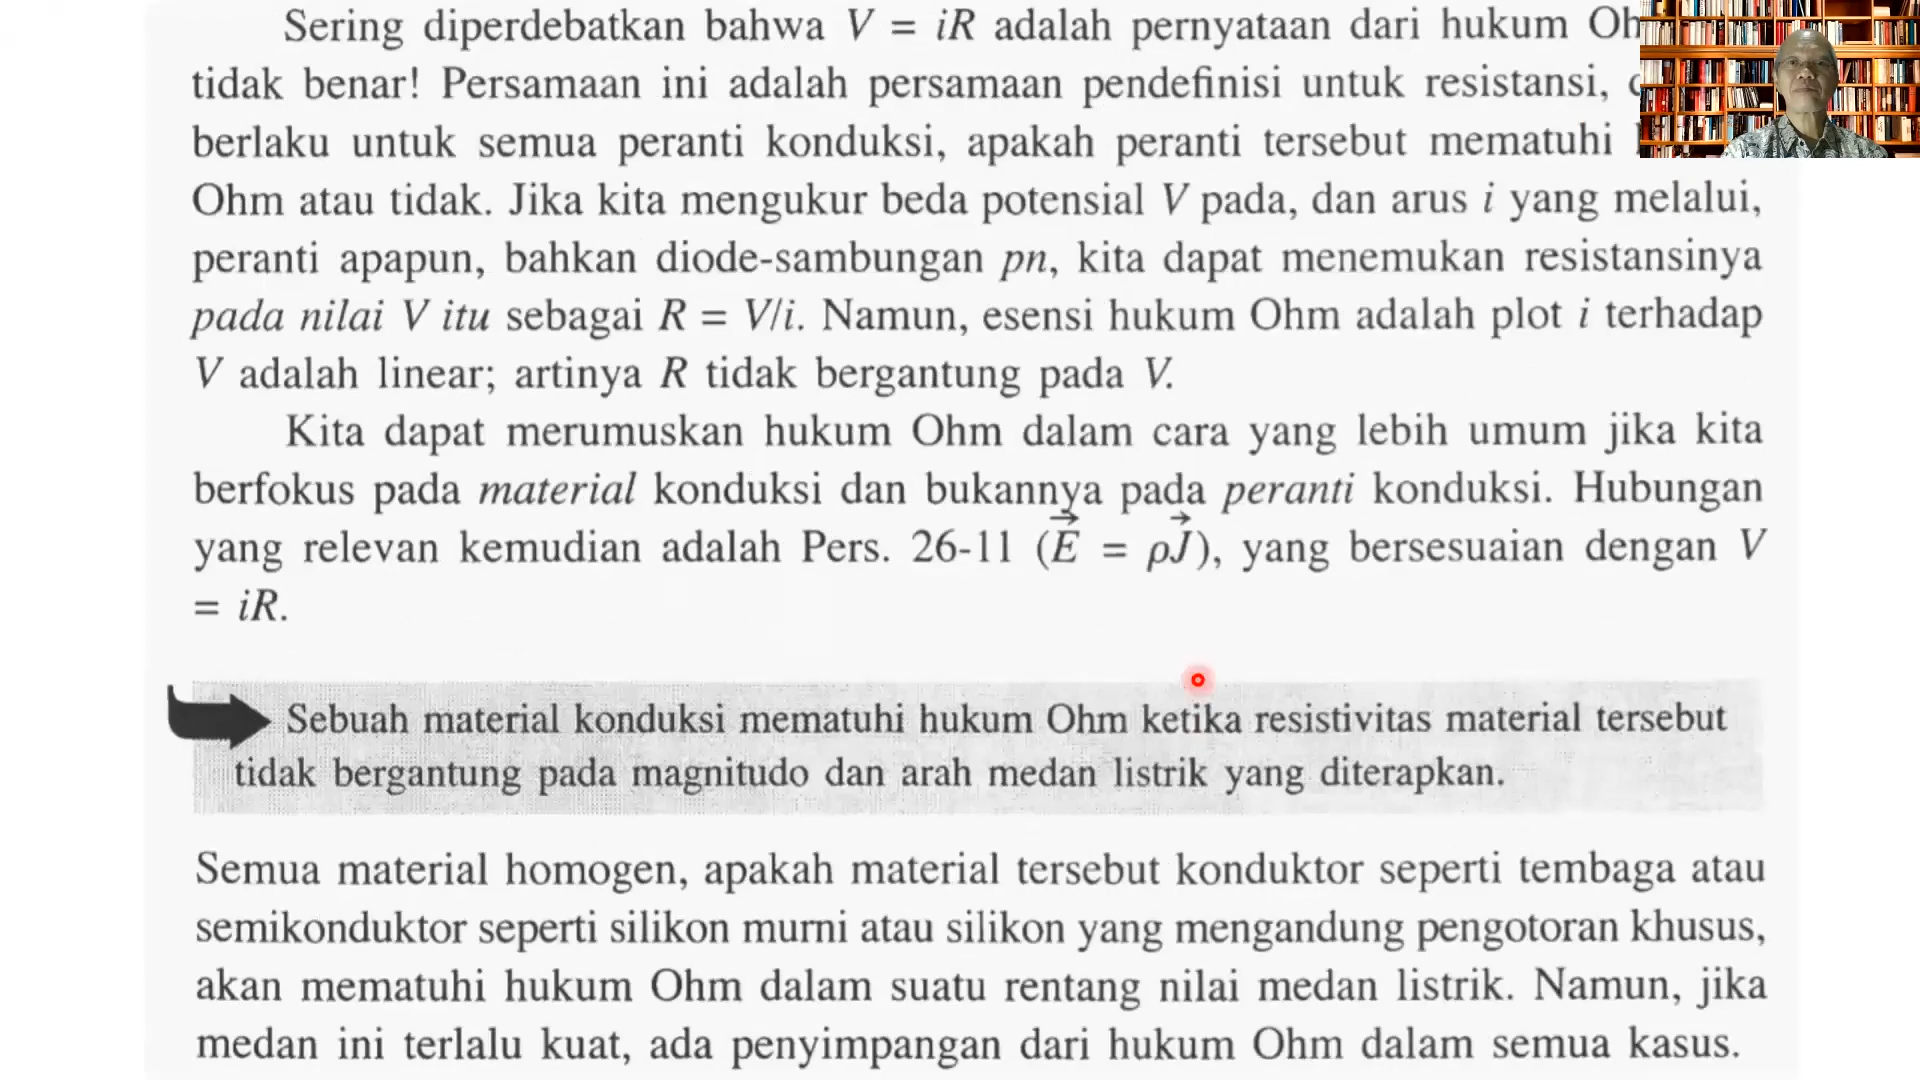 Sering diperdebatkan bahwa V = iR adalah pernyataan dari hukum
tidak benar! Persamaan ini adalah persamaan pendefinisi untuk resistansi,
berlaku untuk semua peranti konduksi, apakah peranti tersebut mematuhi
Ohm atau tidak. Jika kita mengukur beda potensial V pada, dan arus i yang melalui,
peranti apapun, bahkan diode-sambungan pn, kita dapat menemukan resistansinya
pada nilai V itu sebagai R = V/i. Namun, esensi hukum Ohm adalah plot i terhadap
V adalah linear; artinya R tidak bergantung pada V.
Kita dapat merumuskan hukum Ohm dalam cara yang lebih umum jika kita
berfokus pada material konduksi dan bukannya pada peranti konduksi. Hubungan
yang relevan kemudian adalah Pers. 26-11 (E⃗ = ρJ⃗), yang bersesuaian dengan V
= iR.
Sebuah material konduksi mematuhi hukum Ohm ketika resistivitas material tersebut
tidak bergantung pada magnitudo dan arah medan listrik yang diterapkan.
Semua material homogen, apakah material tersebut konduktor seperti tembaga atau
semikonduktor seperti silikon murni atau silikon yang mengandung pengotoran khusus,
akan mematuhi hukum Ohm dalam suatu rentang nilai medan listrik. Namun, jika
medan ini terlalu kuat, ada penyimpangan dari hukum Ohm dalam semua kasus.